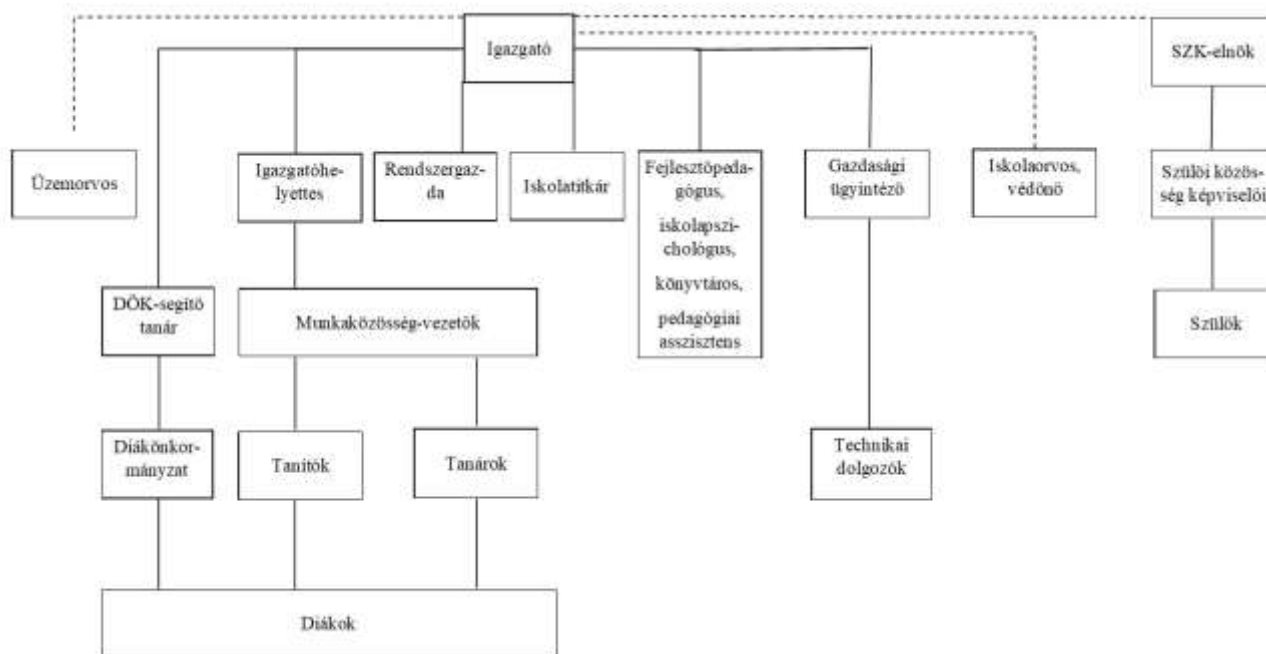 Igazgató
SZK-elnök
Üzemorvos
Igazgatóhe-
lyettes
Rendszergaz-
da
Iskolatitkár
Fejlesztőpeda-
gógus,
iskolapszi-
chológus,
könyvtáros,
pedagógiai
asszisztens
Gazdasági
ügyintéző
Iskolaorvos,
védőnő
Szülői közös-
ség képviselői
DÖK-segítő
tanár
Munkaközösség-vezetők
Szülők
Diákönkor-
mányzat
Tanítók
Tanárok
Technikai
dolgozók
Diákok